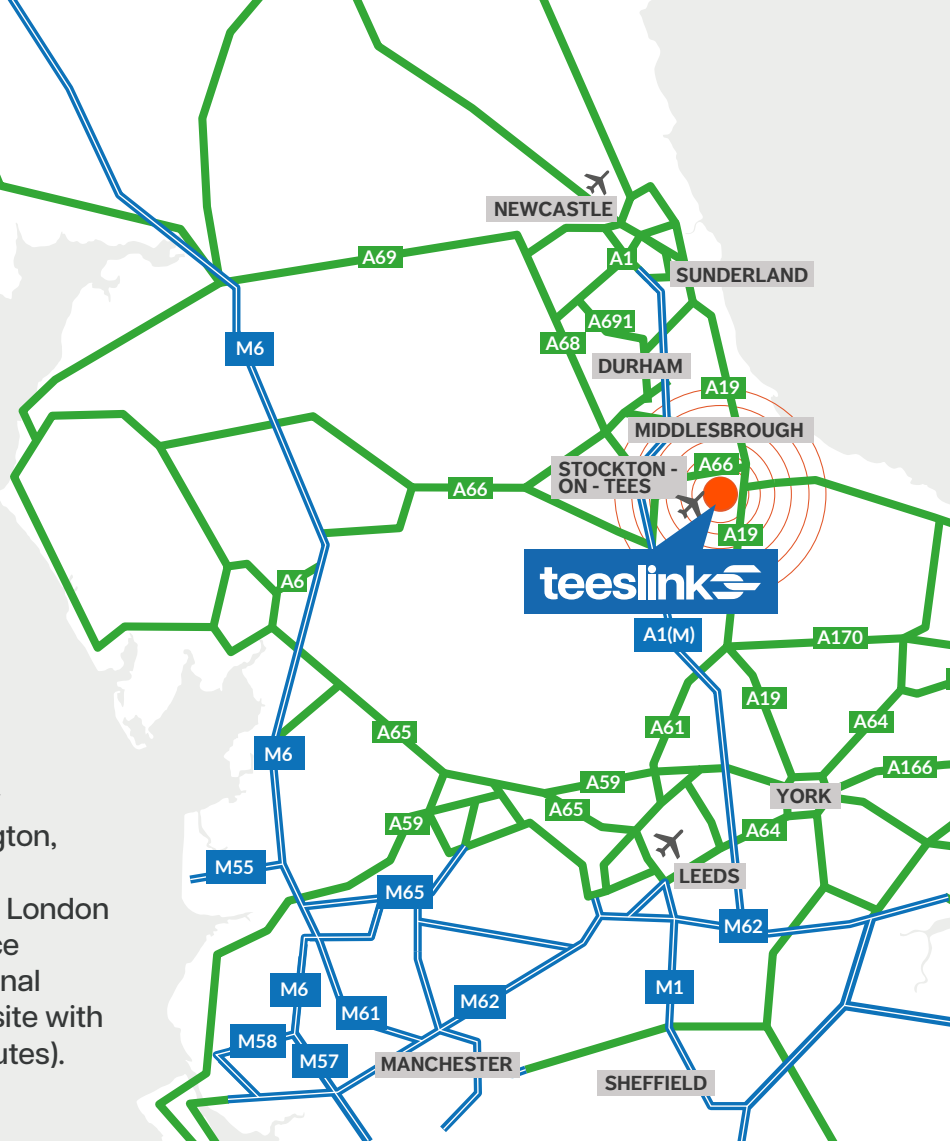 NEWCASTLE
A69
A1
SUNDERLAND
A691
M6
A68
DURHAM
A19
MIDDLESBROUGH
STOCKTON -
ON - TEES
A66
A66
A19
A6
teeslink
A1(M)
A170
A19
A61
A64
A65
M6
A166
A59
A65
YORK
A59
A64
gton,
M55
LEEDS
M65
London
M62
ce
nal
M6
M1
M62
M61
site with
M58
utes).
M57
MANCHESTER
SHEFFIELD